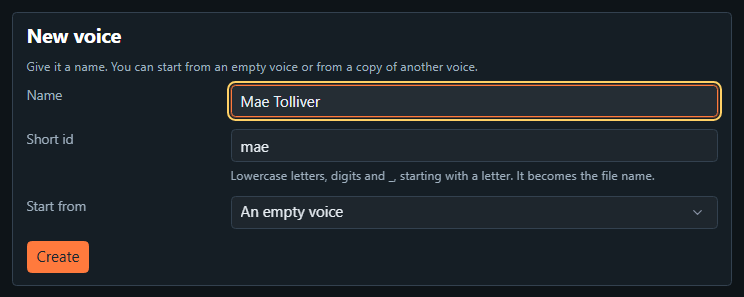 New voice
Give it a name. You can start from an empty voice or from a copy of another voice.
Name
Mae Tolliver
Short id
mae
Lowercase letters, digits and _, starting with a letter. It becomes the file name.
Start from
An empty voice
Create